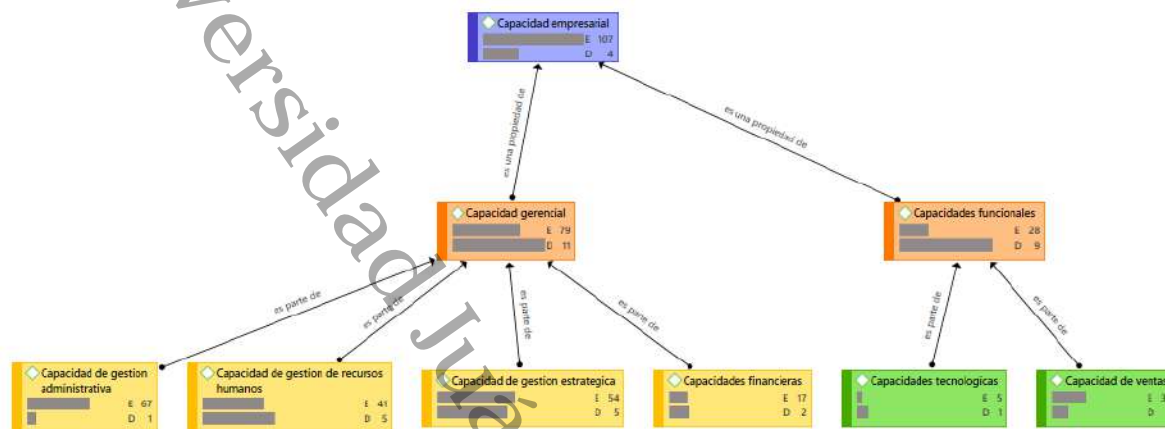 Capacidad empresarial
E 107
D 4
es una propiedad de
es una propiedad de
Capacidad gerencial
E 79
D 11
Capacidades funcionales
E 28
D 9
es parte de
es parte de
es parte de
es parte de
es parte de
es parte de
Capacidad de gestion administrativa
E 67
D 1
Capacidad de gestion de recursos humanos
E 41
D 5
Capacidad de gestion estrategica
E 54
D 5
Capacidades financieras
E 17
D 2
Capacidades tecnologicas
E 5
D 1
Capacidad de ventas
E 3
D
versidad Juá